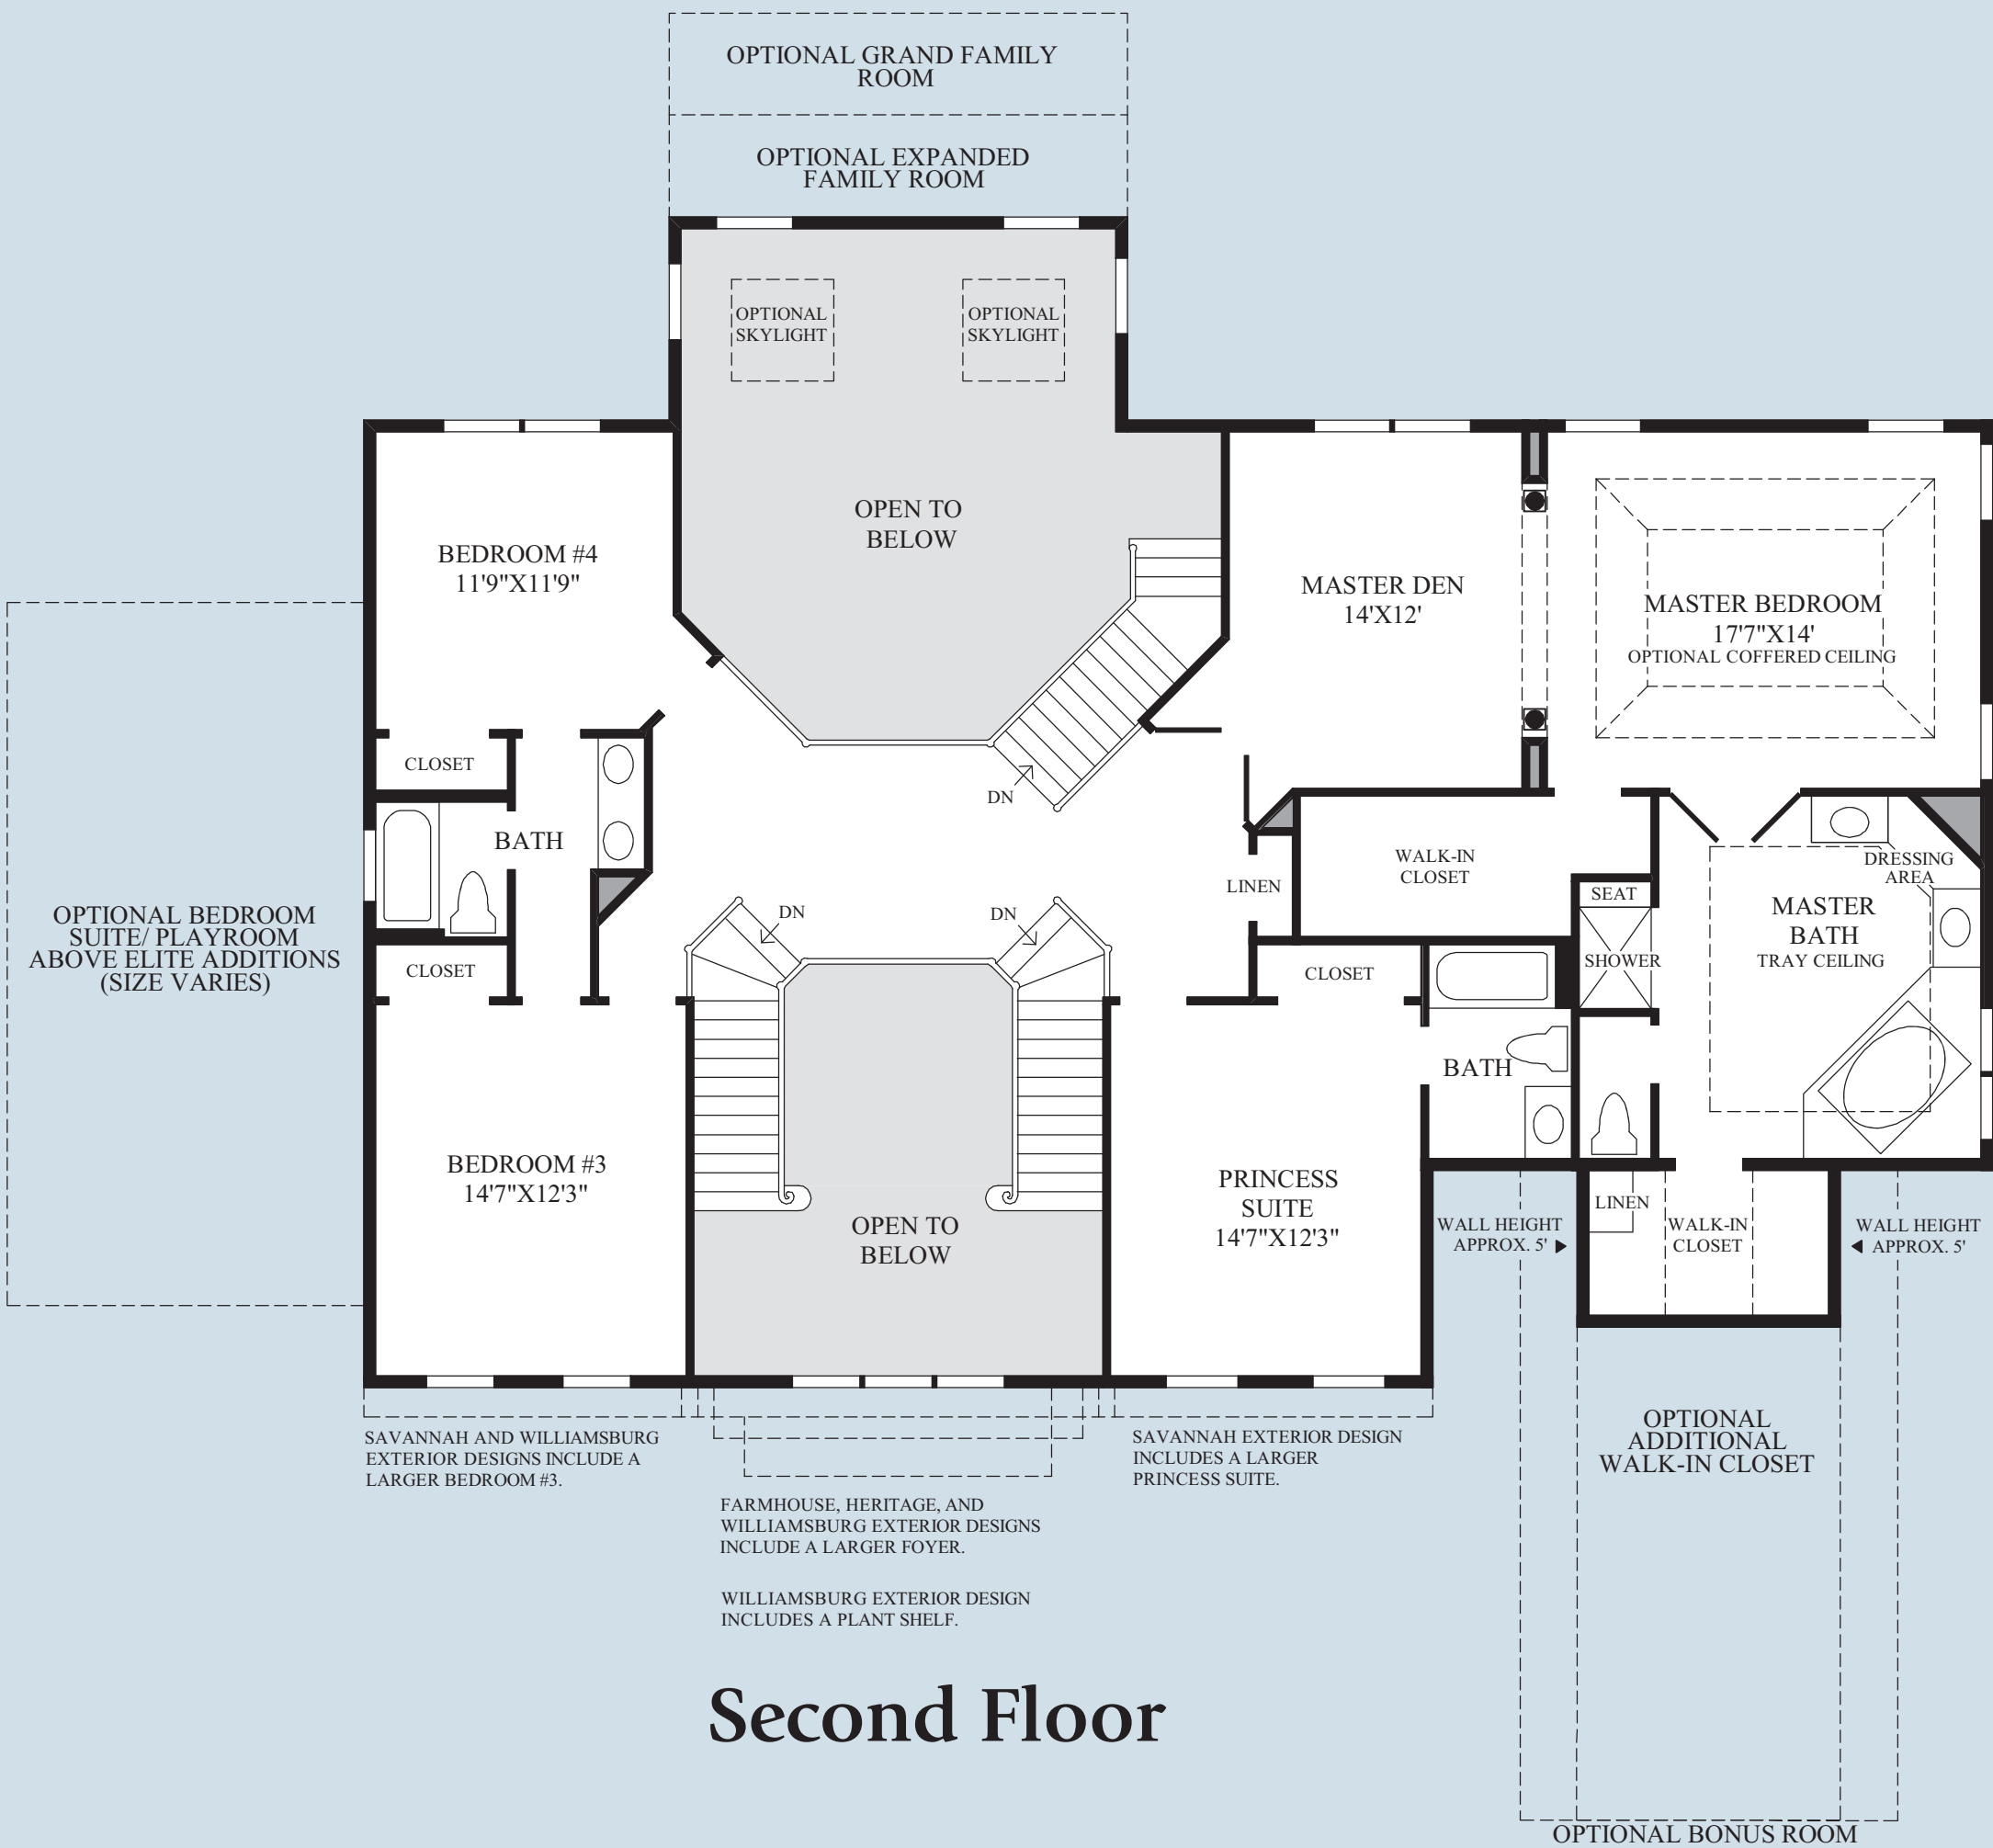 OPTIONAL GRAND FAMILY
ROOM
OPTIONAL EXPANDED
FAMILY ROOM
OPTIONAL
SKYLIGHT
OPTIONAL
SKYLIGHT
OPEN TO
BELOW
BEDROOM #4
11'9"X11'9"
MASTER DEN
14'X12'
MASTER BEDROOM
17'7"X14'
OPTIONAL COFFERED CEILING
CLOSET
BATH
DN
WALK-IN
CLOSET
LINEN
DRESSING
AREA
SEAT
SHOWER
MASTER
BATH
TRAY CEILING
OPTIONAL BEDROOM
SUITE/ PLAYROOM
ABOVE ELITE ADDITIONS
(SIZE VARIES)
CLOSET
DN
DN
CLOSET
BATH
BEDROOM #3
14'7"X12'3"
OPEN TO
BELOW
PRINCESS
SUITE
14'7"X12'3"
WALL HEIGHT
APPROX. 5'
LINEN
WALK-IN
CLOSET
WALL HEIGHT
APPROX. 5'
SAVANNAH AND WILLIAMSBURG
EXTERIOR DESIGNS INCLUDE A
LARGER BEDROOM #3.
FARMHOUSE, HERITAGE, AND
WILLIAMSBURG EXTERIOR DESIGNS
INCLUDE A LARGER FOYER.
WILLIAMSBURG EXTERIOR DESIGN
INCLUDES A PLANT SHELF.
SAVANNAH EXTERIOR DESIGN
INCLUDES A LARGER
PRINCESS SUITE.
OPTIONAL
ADDITIONAL
WALK-IN CLOSET
Second Floor
OPTIONAL BONUS ROOM